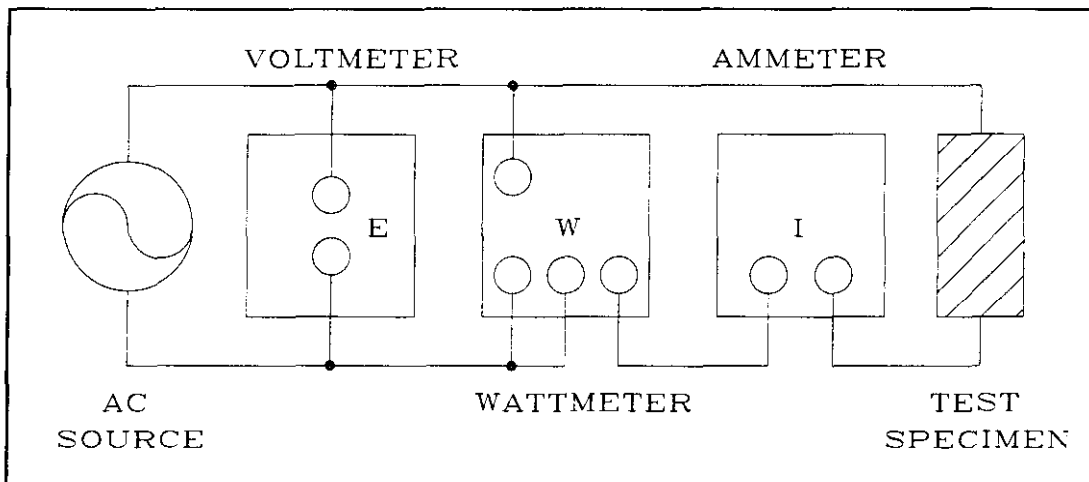 VOLTMETER
AMMETER
E
W
I
AC
SOURCE
WATTMETER
TEST
SPECIMEN